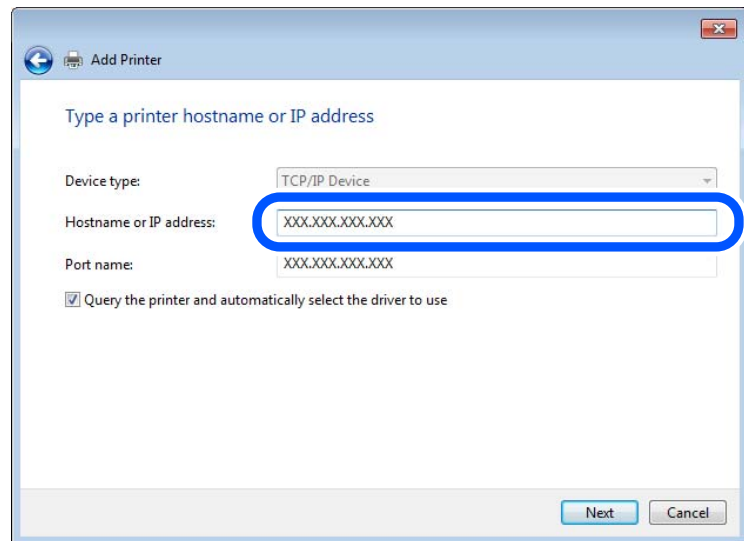 Add Printer
Type a printer hostname or IP address
Device type: TCP/IP Device
Hostname or IP address: XXX.XXX.XXX.XXX
Port name: XXX.XXX.XXX.XXX
Query the printer and automatically select the driver to use
Next Cancel